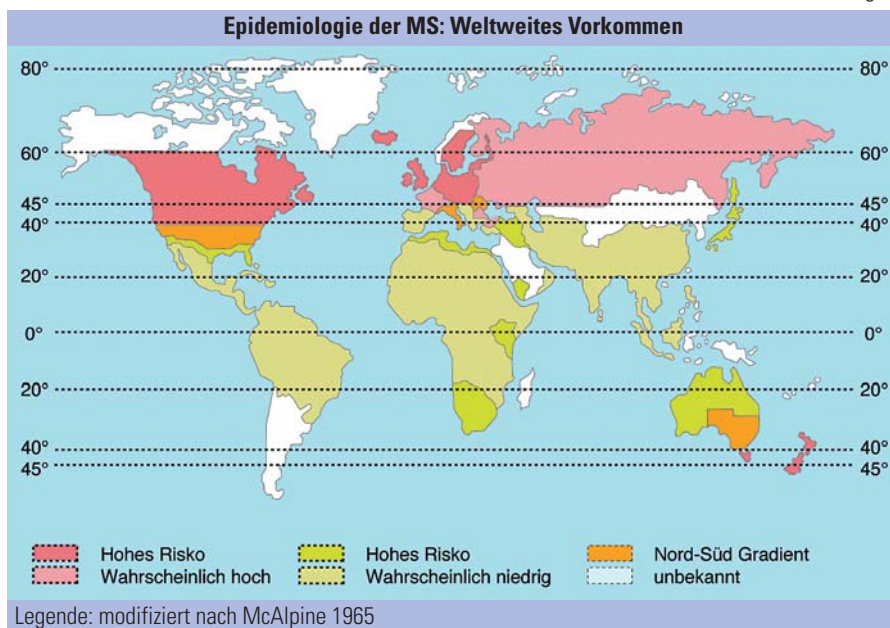 Epidemiologie der MS: Weltweites Vorkommen
80° 80°
60° 60°
45° 45°
40° 40°
20° 20°
0° 0°
20° 20°
40° 40°
45° 45°
Hohes Risko Hohes Risko Nord-Süd Gradient
Wahrscheinlich hoch Wahrscheinlich niedrig unbekannt
Legende: modifiziert nach McAlpine 1965